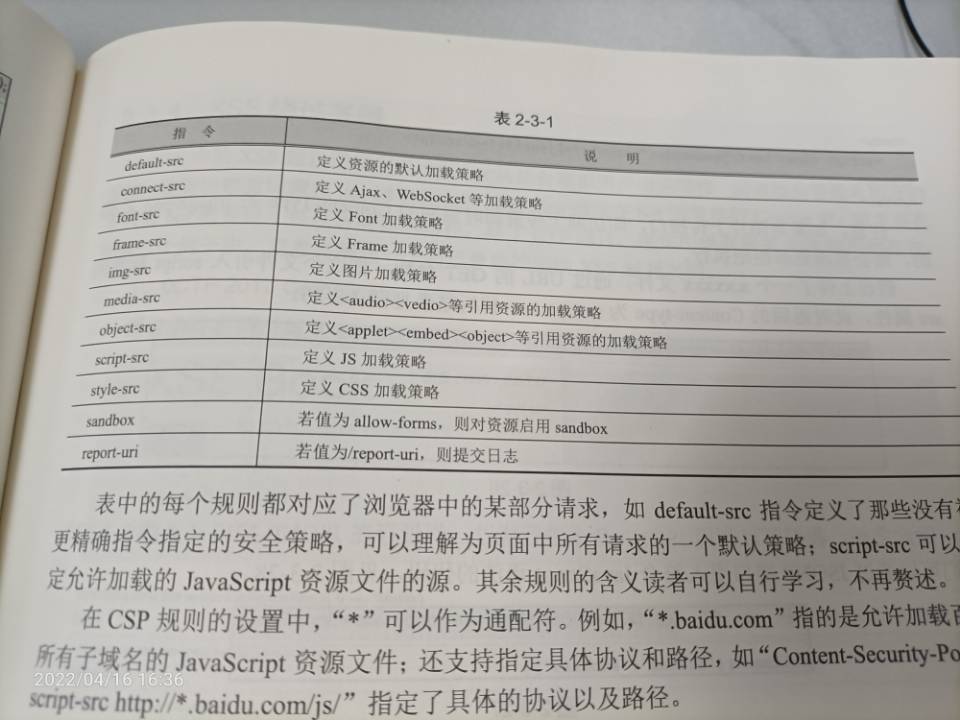 表 2-3-1
指 令 说 明
default-src 定义资源的默认加载策略
connect-src 定义 Ajax、WebSocket 等加载策略
font-src 定义 Font 加载策略
frame-src 定义 Frame 加载策略
img-src 定义图片加载策略
media-src 定义<audio><vedio>等引用资源的加载策略
object-src 定义<applet><embed><object>等引用资源的加载策略
script-src 定义 JS 加载策略
style-src 定义 CSS 加载策略
sandbox 若值为 allow-forms，则对资源启用 sandbox
report-uri 若值为/report-uri，则提交日志
表中的每个规则都对应了浏览器中的某部分请求，如 default-src 指令定义了那些没有
更精确指令指定的安全策略，可以理解为页面中所有请求的一个默认策略；script-src 可以
定允许加载的 JavaScript 资源文件的源。其余规则的含义读者可以自行学习，不再赘述。
在 CSP 规则的设置中，“*”可以作为通配符。例如，“*.baidu.com”指的是允许加载
所有子域名的 JavaScript 资源文件；还支持指定具体协议和路径，如“Content-Security-Po
script-src http://*.baidu.com/js/”指定了具体的协议以及路径。
2022/04/16 16:36